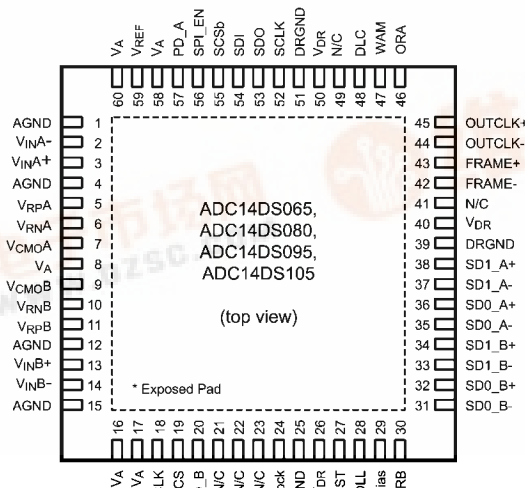 VA
VREF
VA
PD_A
SPI_EN
SCSb
SDI
SDO
SCLK
DRGND
VDR
N/C
DLC
WAM
ORA
60 59 58 57 56 55 54 53 52 51 50 49 48 47 46
AGND 1
VINA- 2
VINA+ 3
AGND 4
VRPA 5
VRNA 6
VCMOA 7
VA 8
VCMOB 9
VRNB 10
VRPB 11
AGND 12
VINB+ 13
VINB- 14
AGND 15
ADC14DS065,
ADC14DS080,
ADC14DS095,
ADC14DS105
(top view)
* Exposed Pad
45 OUTCLK+
44 OUTCLK-
43 FRAME+
42 FRAME-
41 N/C
40 VDR
39 DRGND
38 SD1_A+
37 SD1_A-
36 SD0_A+
35 SD0_A-
34 SD1_B+
33 SD1_B-
32 SD0_B+
31 SD0_B-
16 17 18 19 20 21 22 23 24 25 26 27 28 29 30
VA
VA
N/C
N/C
N/C